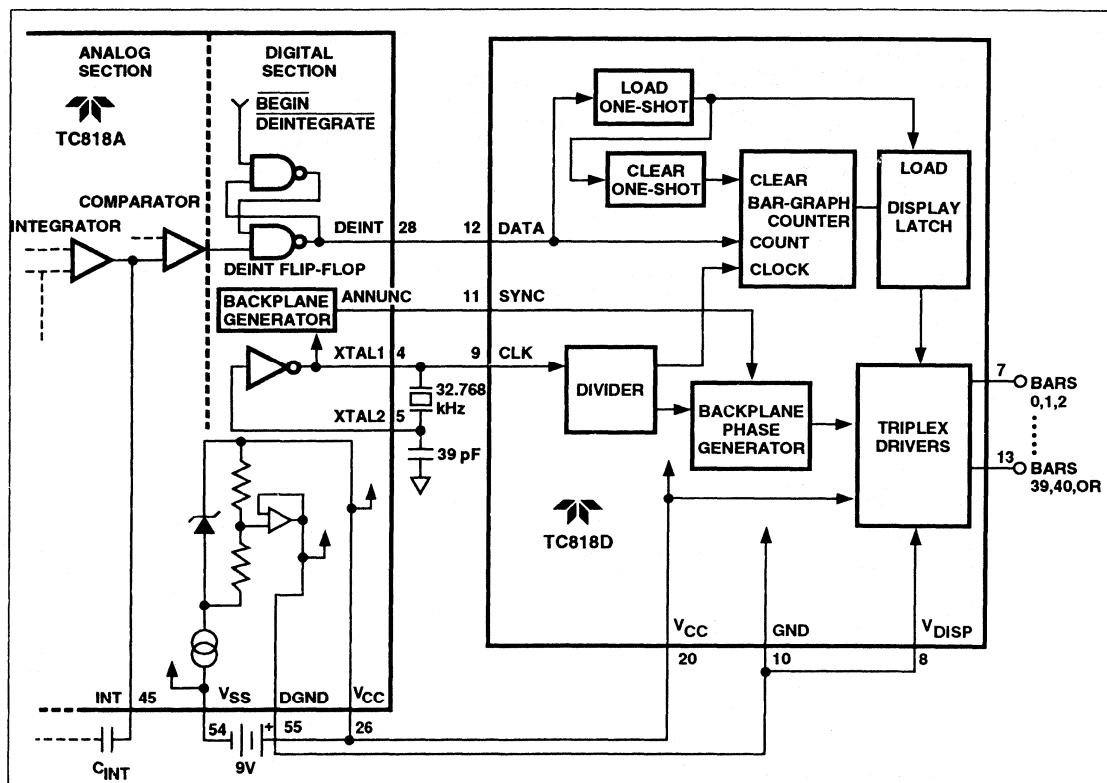 ANALOG
SECTION
TC818A
DIGITAL
SECTION
BEGIN
DEINTEGRATE
INTEGRATOR
COMPARATOR
DEINT 28
DEINT FLIP-FLOP
BACKPLANE
GENERATOR
ANNUNC
XTAL1 4
32.768
kHz
XTAL2 5
39 pF
INT 45
VSS
DGND
VCC
54
+
55
26
CINT
9V
LOAD
ONE-SHOT
CLEAR
ONE-SHOT
CLEAR
BAR-GRAPH
COUNTER
COUNT
CLOCK
LOAD
DISPLAY
LATCH
12 DATA
11 SYNC
9 CLK
DIVIDER
BACKPLANE
PHASE
GENERATOR
TRIPLEX
DRIVERS
7
BARS
0,1,2
13
BARS
39,40,OR
TC818D
VCC
GND
VDISP
20
10
8